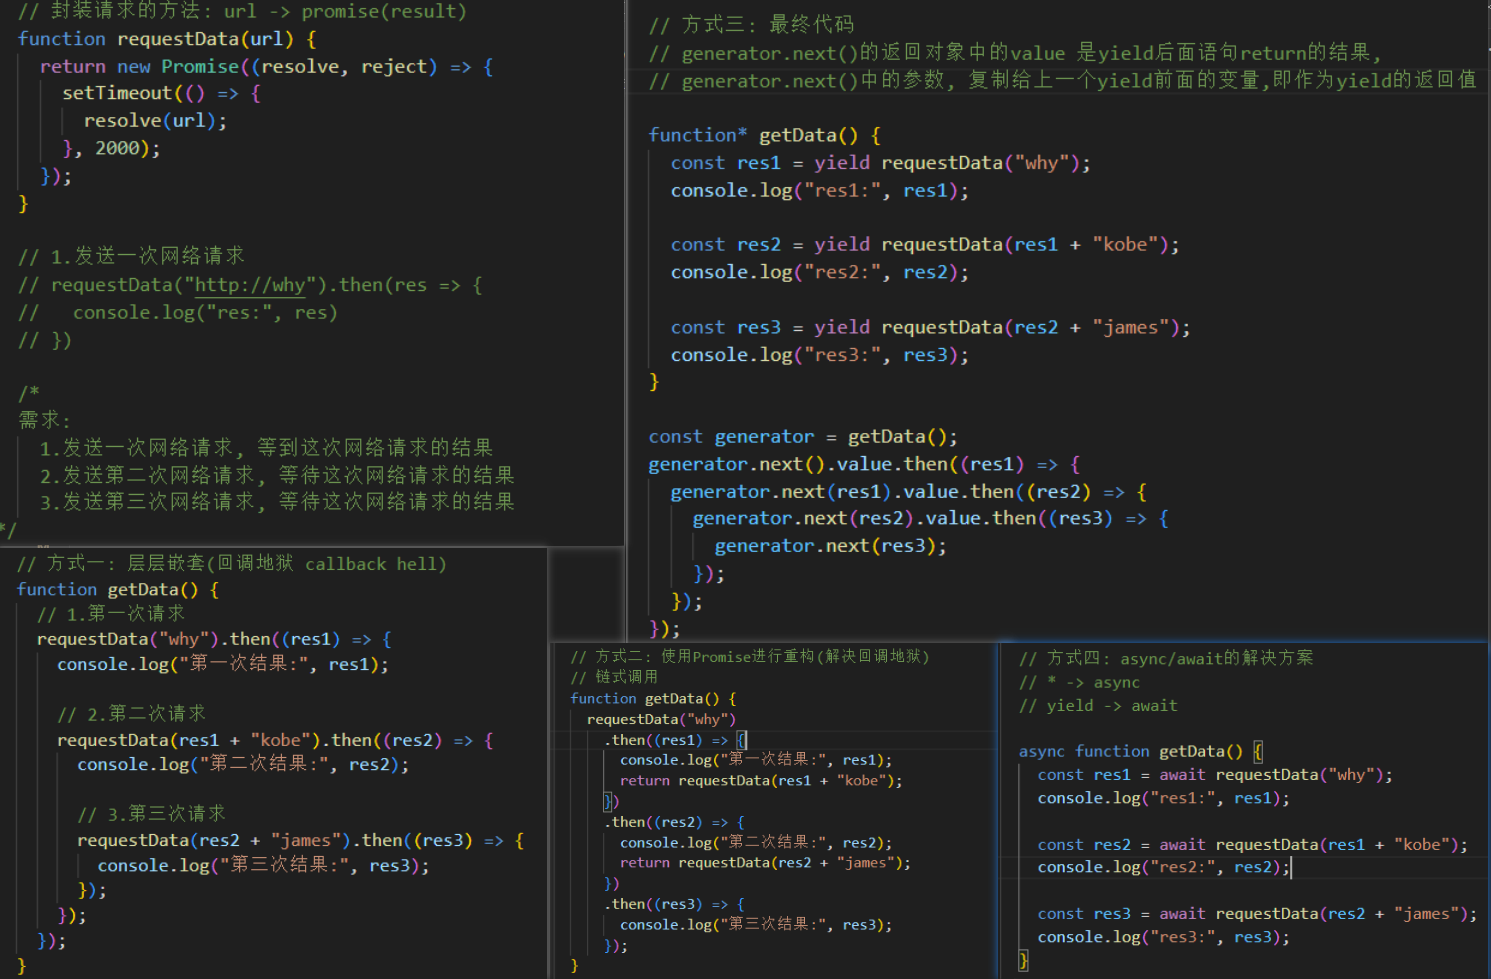 // 封装请求的方法: url -> promise(result)
function requestData(url) {
  return new Promise((resolve, reject) => {
    setTimeout(() => {
      resolve(url);
    }, 2000);
  });
}
// 1.发送一次网络请求
// requestData("http://why").then(res => {
//   console.log("res:", res)
// })
/*
需求:
  1.发送一次网络请求, 等到这次网络请求的结果
  2.发送第二次网络请求, 等待这次网络请求的结果
  3.发送第三次网络请求, 等待这次网络请求的结果
*/
// 方式一: 层层嵌套(回调地狱 callback hell)
function getData() {
  // 1.第一次请求
  requestData("why").then((res1) => {
    console.log("第一次结果:", res1);
    // 2.第二次请求
    requestData(res1 + "kobe").then((res2) => {
      console.log("第二次结果:", res2);
      // 3.第三次请求
      requestData(res2 + "james").then((res3) => {
        console.log("第三次结果:", res3);
      });
    });
  });
}
// 方式二: 使用Promise进行重构(解决回调地狱)
// 链式调用
function getData() {
  requestData("why")
    .then((res1) => {
      console.log("第一次结果:", res1);
      return requestData(res1 + "kobe");
    })
    .then((res2) => {
      console.log("第二次结果:", res2);
      return requestData(res2 + "james");
    })
    .then((res3) => {
      console.log("第三次结果:", res3);
    });
}
// 方式三: 最终代码
// generator.next()的返回对象中的value 是yield后面语句return的结果,
// generator.next()中的参数, 复制给上一个yield前面的变量,即作为yield的返回值
function* getData() {
  const res1 = yield requestData("why");
  console.log("res1:", res1);
  const res2 = yield requestData(res1 + "kobe");
  console.log("res2:", res2);
  const res3 = yield requestData(res2 + "james");
  console.log("res3:", res3);
}
const generator = getData();
generator.next().value.then((res1) => {
  generator.next(res1).value.then((res2) => {
    generator.next(res2).value.then((res3) => {
      generator.next(res3);
    });
  });
});
// 方式四: async/await的解决方案
// * -> async
// yield -> await
async function getData() {
  const res1 = await requestData("why");
  console.log("res1:", res1);
  const res2 = await requestData(res1 + "kobe");
  console.log("res2:", res2);
  const res3 = await requestData(res2 + "james");
  console.log("res3:", res3);
}